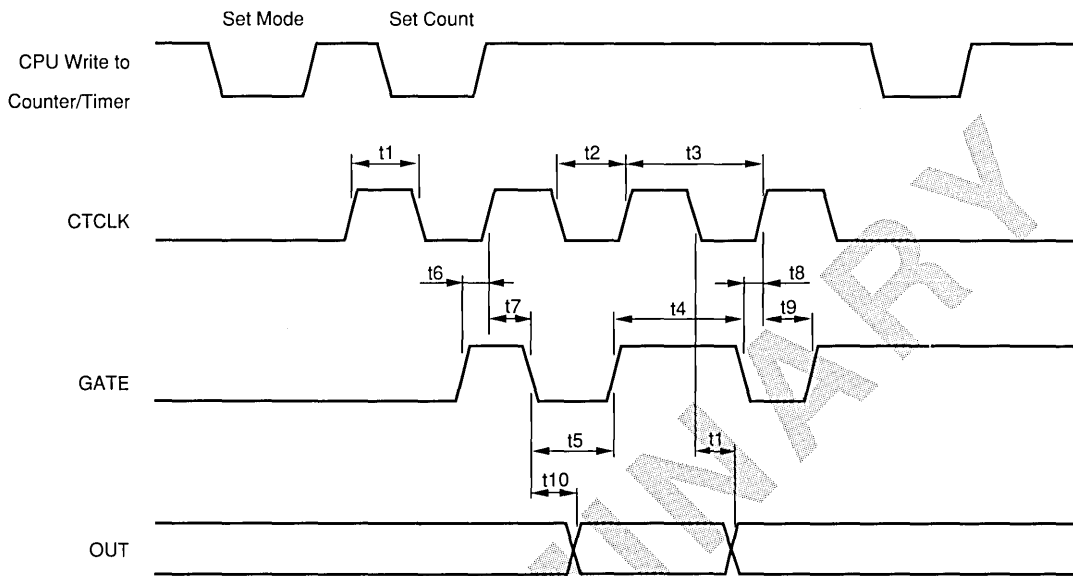 Set Mode Set Count
CPU Write to
Counter/Timer
t1 t2 t3
CTCLK
t6 t8
t7 t4 t9
GATE
t5 t1
t10
OUT
INARY